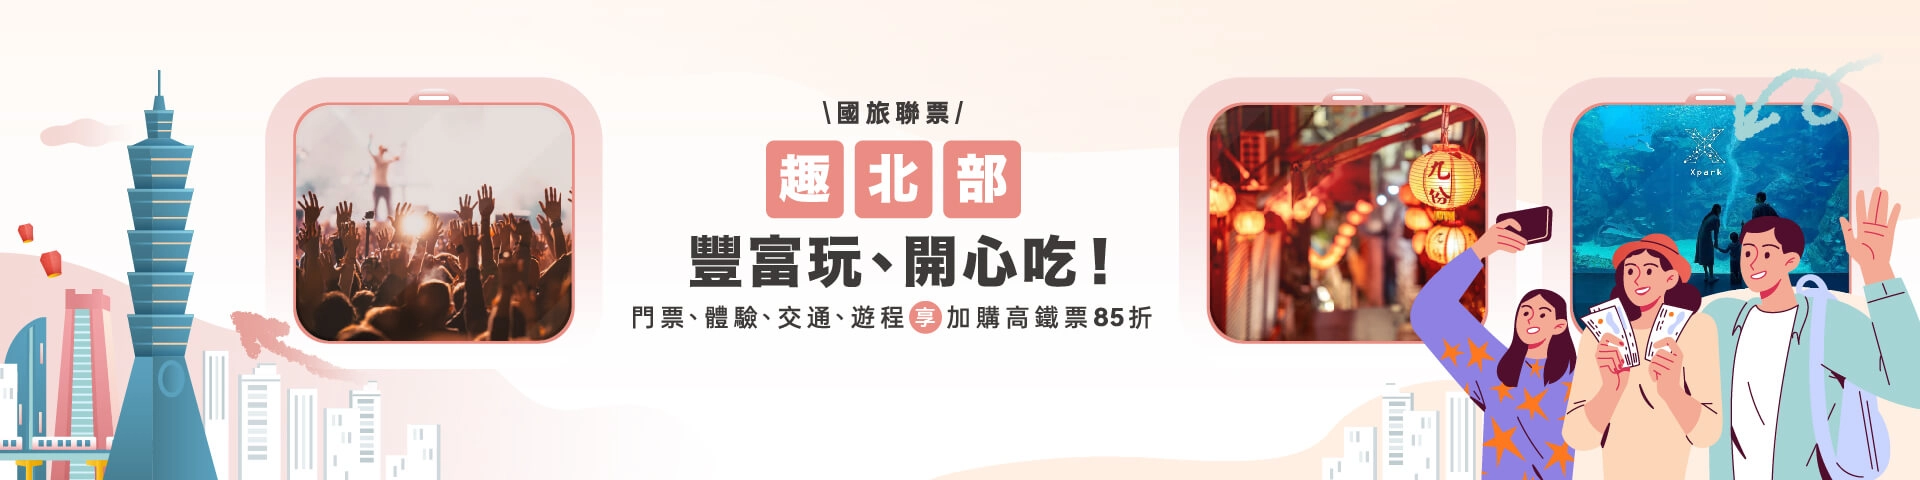 \國旅聯票/
趣北部
豐富玩、開心吃！
門票、體驗、交通、遊程享加購高鐵票85折
九份
Xpark